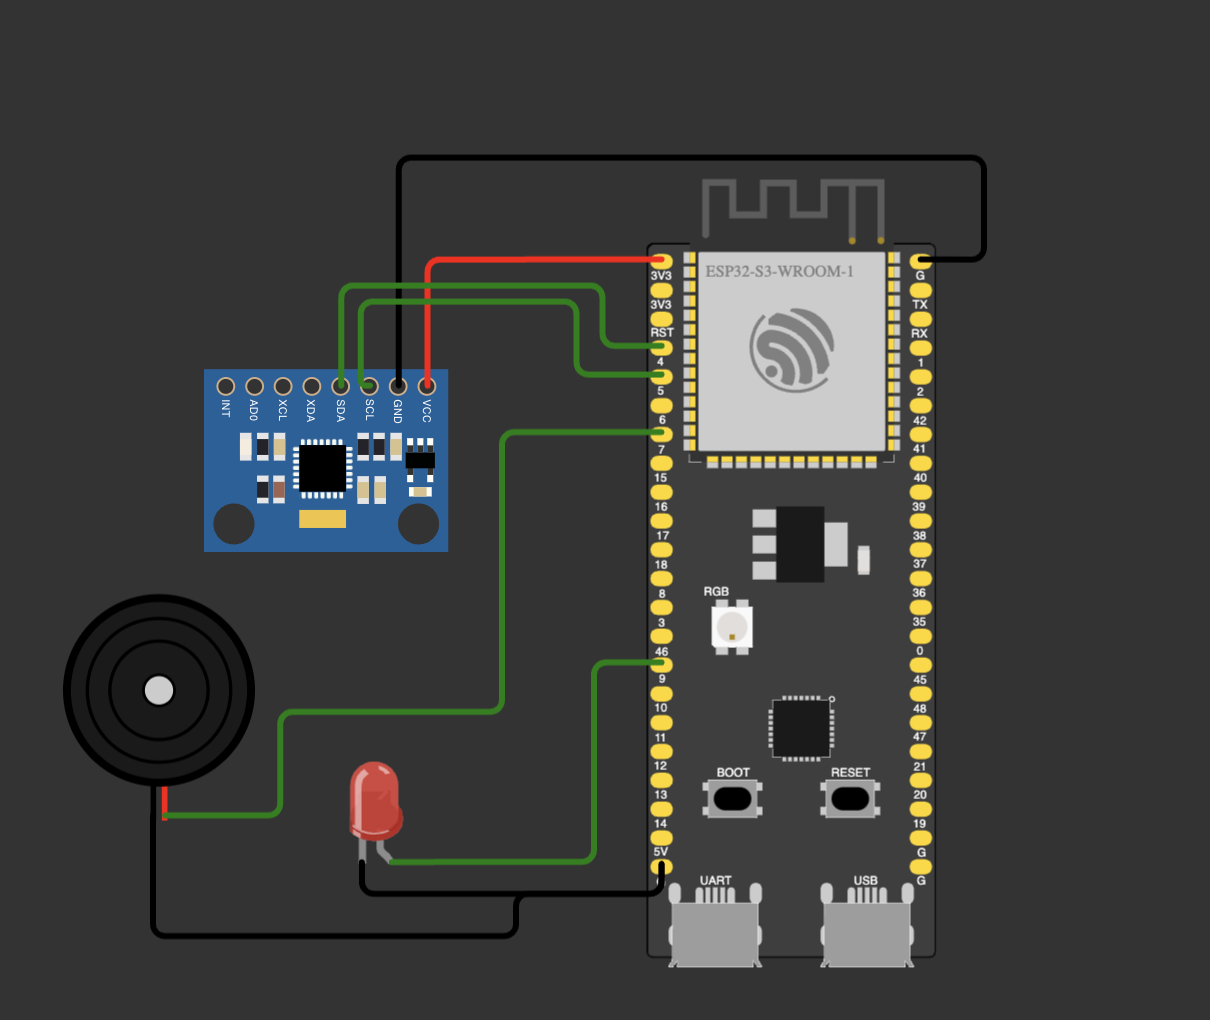 ESP32-S3-WROOM-1
3V3
G
3V3
TX
RST
RX
4
1
5
2
6
42
7
41
15
40
16
39
17
38
18
37
8
36
3
35
46
0
9
45
10
48
11
47
12
21
13
20
14
19
5V
G
G
INT
AD0
XCL
XDA
SDA
SCL
GND
VCC
RGB
BOOT
RESET
UART
USB